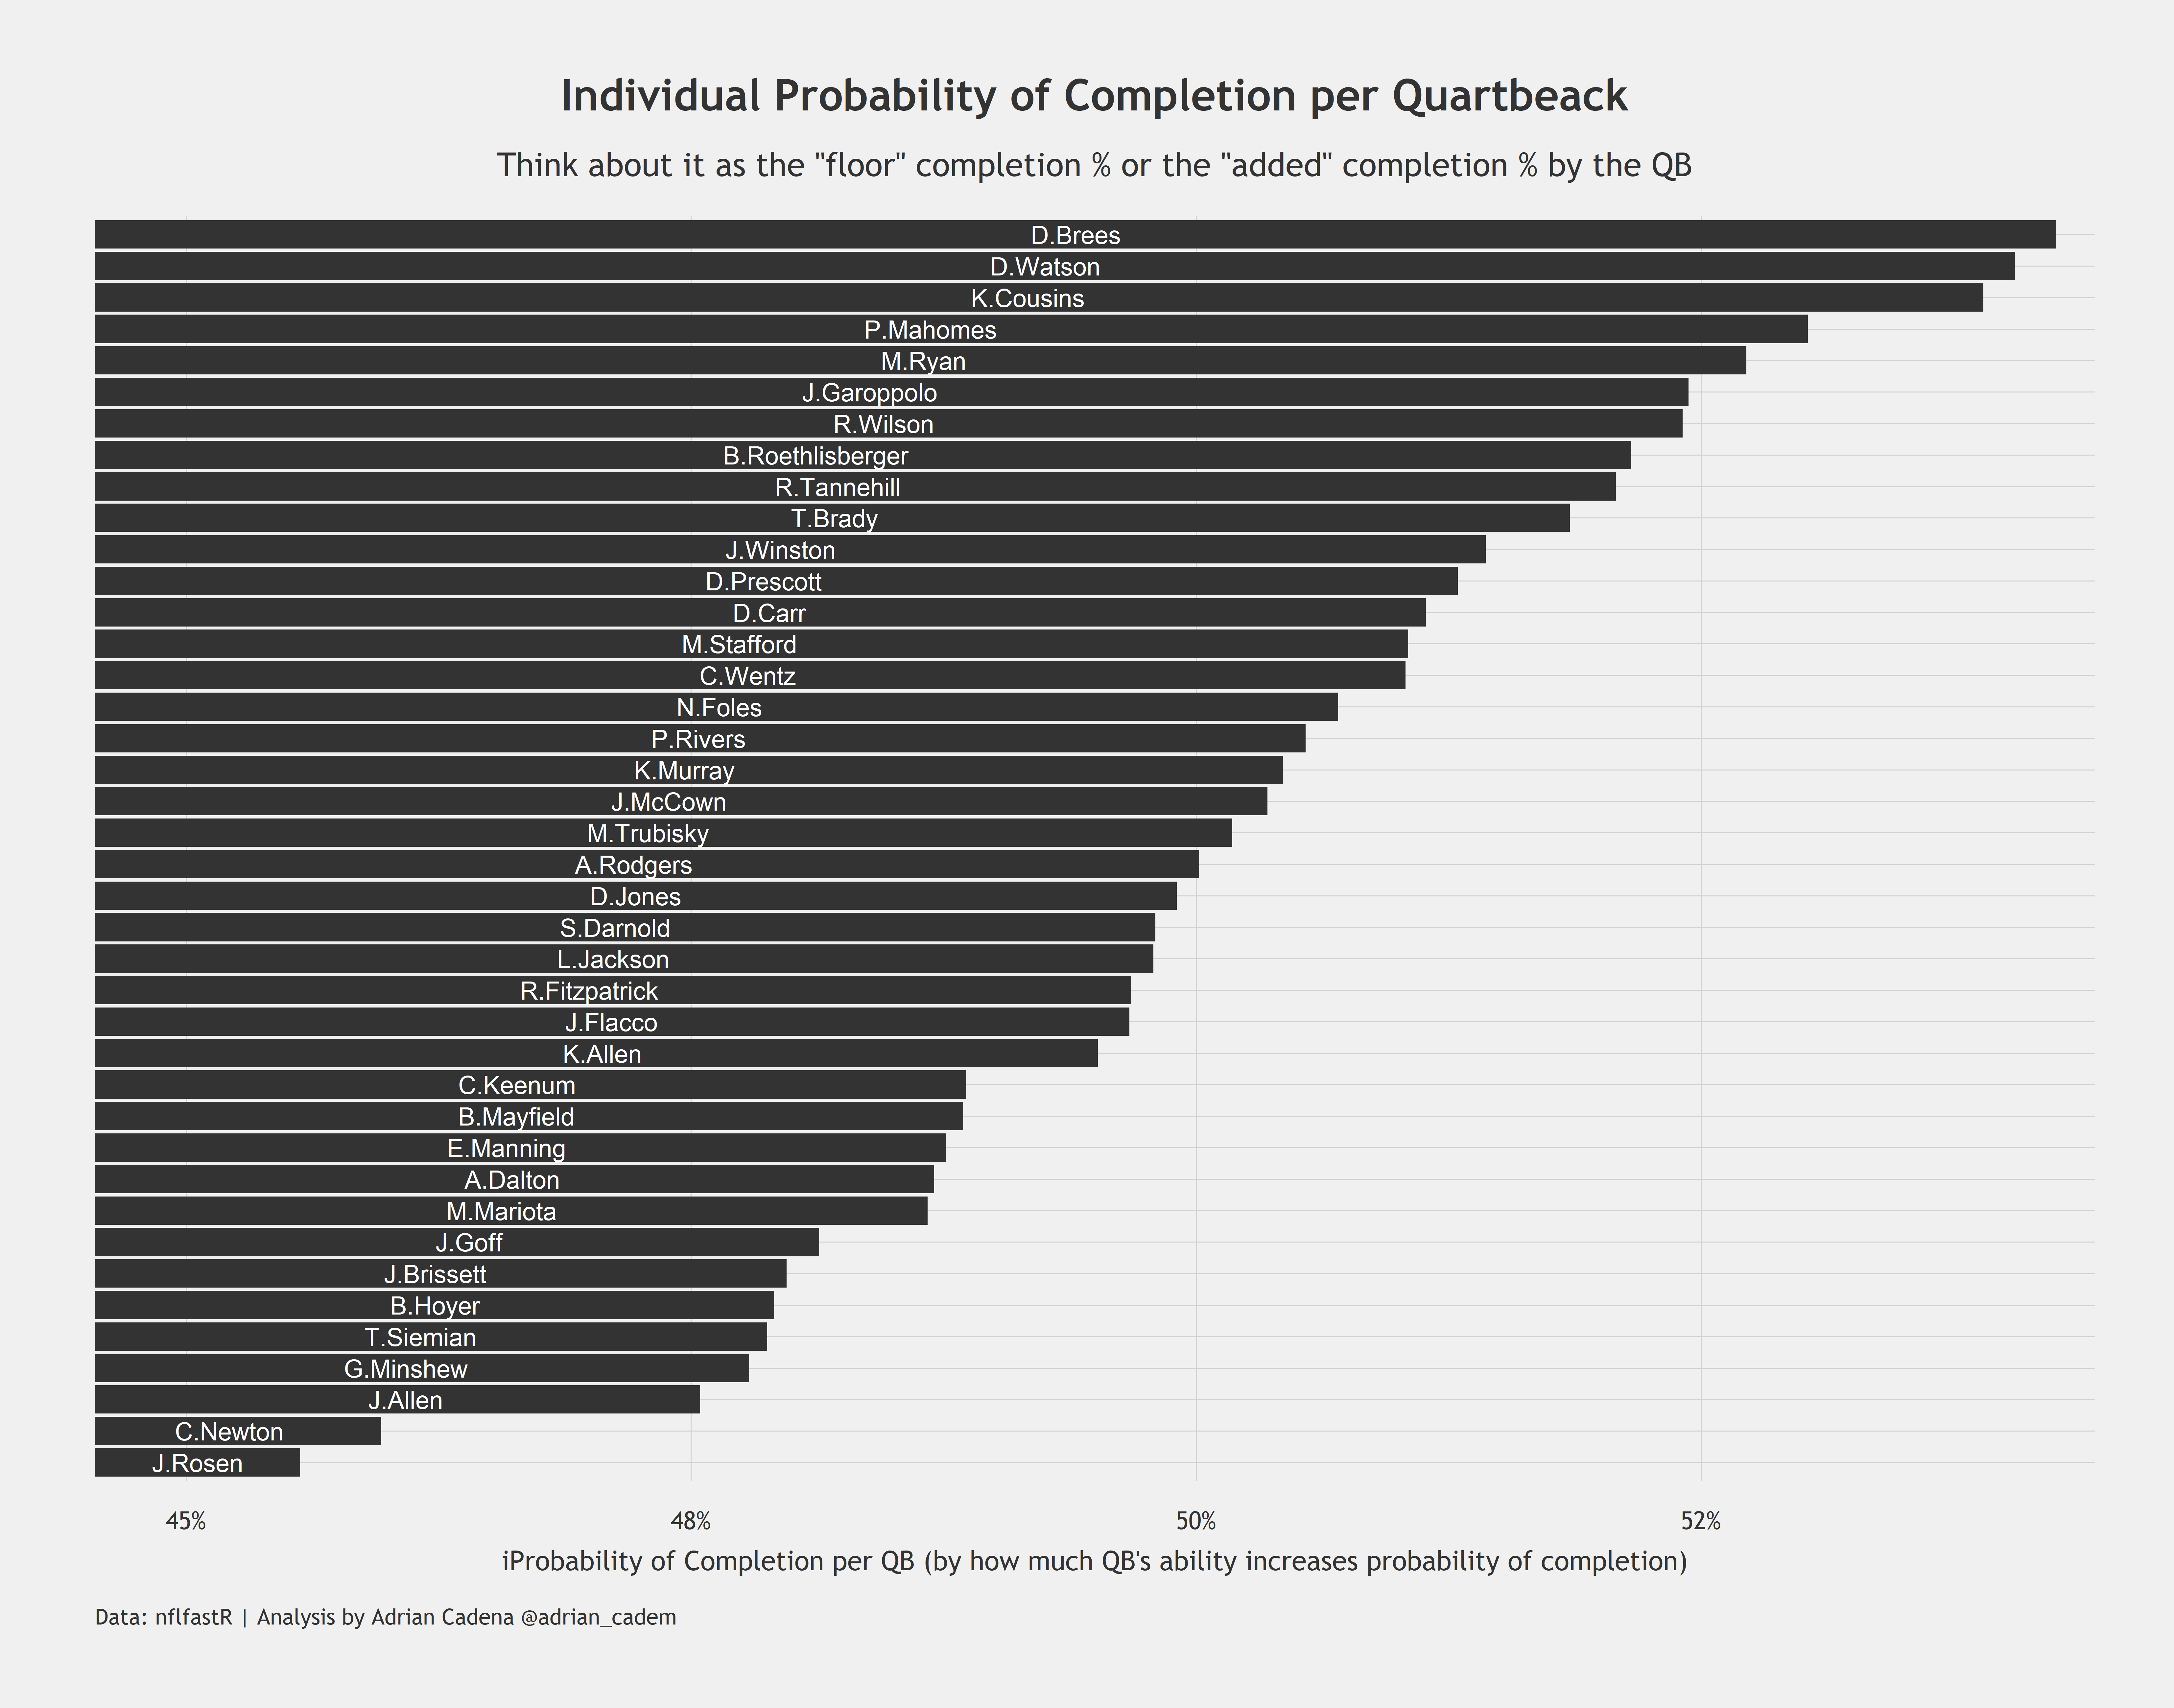 Individual Probability of Completion per Quartbeack
Think about it as the "floor" completion % or the "added" completion % by the QB
D.Brees
D.Watson
K.Cousins
P.Mahomes
M.Ryan
J.Garoppolo
R.Wilson
B.Roethlisberger
R.Tannehill
T.Brady
J.Winston
D.Prescott
D.Carr
M.Stafford
C.Wentz
N.Foles
P.Rivers
K.Murray
J.McCown
M.Trubisky
A.Rodgers
D.Jones
S.Darnold
L.Jackson
R.Fitzpatrick
J.Flacco
K.Allen
C.Keenum
B.Mayfield
E.Manning
A.Dalton
M.Mariota
J.Goff
J.Brissett
B.Hoyer
T.Siemian
G.Minshew
J.Allen
C.Newton
J.Rosen
45% 48% 50% 52%
iProbability of Completion per QB (by how much QB's ability increases probability of completion)
Data: nflfastR | Analysis by Adrian Cadena @adrian_cadem